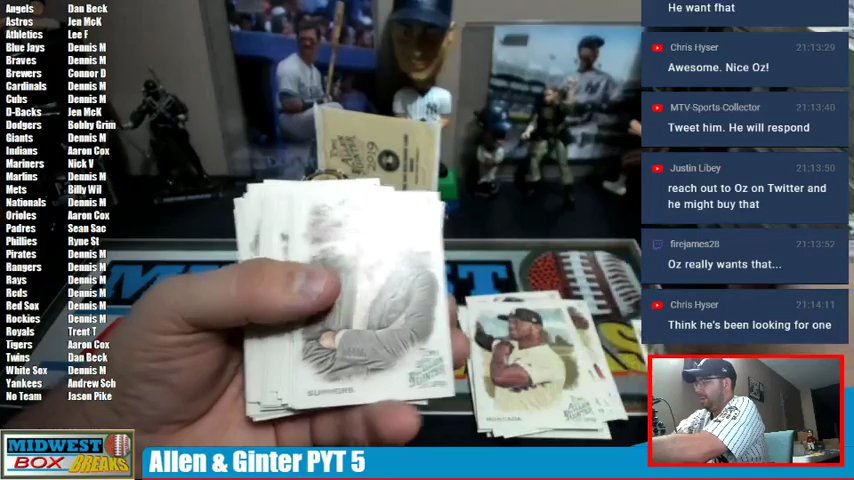 Angels Dan Beck
Astros Jen McK
Athletics Lee F
Blue Jays Dennis M
Braves Dennis M
Brewers Connor D
Cardinals Dennis M
Cubs Dennis M
D-Backs Jen McK
Dodgers Bobby Grim
Giants Dennis M
Indians Aaron Cox
Mariners Nick V
Marlins Dennis M
Mets Billy Wil
Nationals Dennis M
Orioles Aaron Cox
Padres Sean Sac
Phillies Ryne St
Pirates Dennis M
Rangers Dennis M
Rays Dennis M
Reds Dennis M
Red Sox Dennis M
Rockies Dennis M
Royals Trent T
Tigers Aaron Cox
Twins Dan Beck
White Sox Dennis M
Yankees Andrew Sch
No Team Jason Pike
MIDWEST
BOX BREAKS
Allen & Ginter PYT 5
2019
MONCADA
He want fhat
Chris Hyser 21:13:29
Awesome. Nice Oz!
MTV-Sports-Collector 21:13:40
Tweet him. He will respond
Justin Libey 21:13:50
reach out to Oz on Twitter and
he might buy that
firejames28 21:13:52
Oz really wants that...
Chris Hyser 21:14:11
Think he's been looking for one